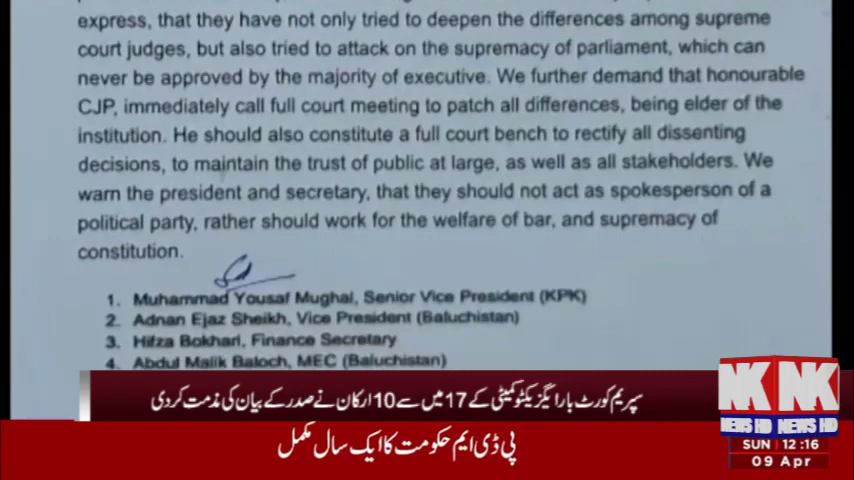 express, that they have not only tried to deepen the differences among supreme
court judges, but also tried to attack on the supremacy of parliament, which can
never be approved by the majority of executive. We further demand that honourable
CJP, immediately call full court meeting to patch all differences, being elder of the
institution. He should also constitute a full court bench to rectify all dissenting
decisions, to maintain the trust of public at large, as well as all stakeholders. We
warn the president and secretary, that they should not act as spokesperson of a
political party, rather should work for the welfare of bar, and supremacy of
constitution.
1. Muhammad Yousaf Mughal, Senior Vice President (KPK)
2. Adnan Ejaz Sheikh, Vice President (Baluchistan)
3. Hifza Bokhari, Finance Secretary
4. Abdul Malik Baloch, MEC (Baluchistan)
سپریم کورٹ بار ایگزیکٹو کمیٹی کے 17 میں سے 10 ارکان نے صدر کے بیان کی مذمت کر دی
پی ڈی ایم حکومت کا ایک سال مکمل
NK NK
NEWS HD NEWS HD
SUN 12:16
09 Apr